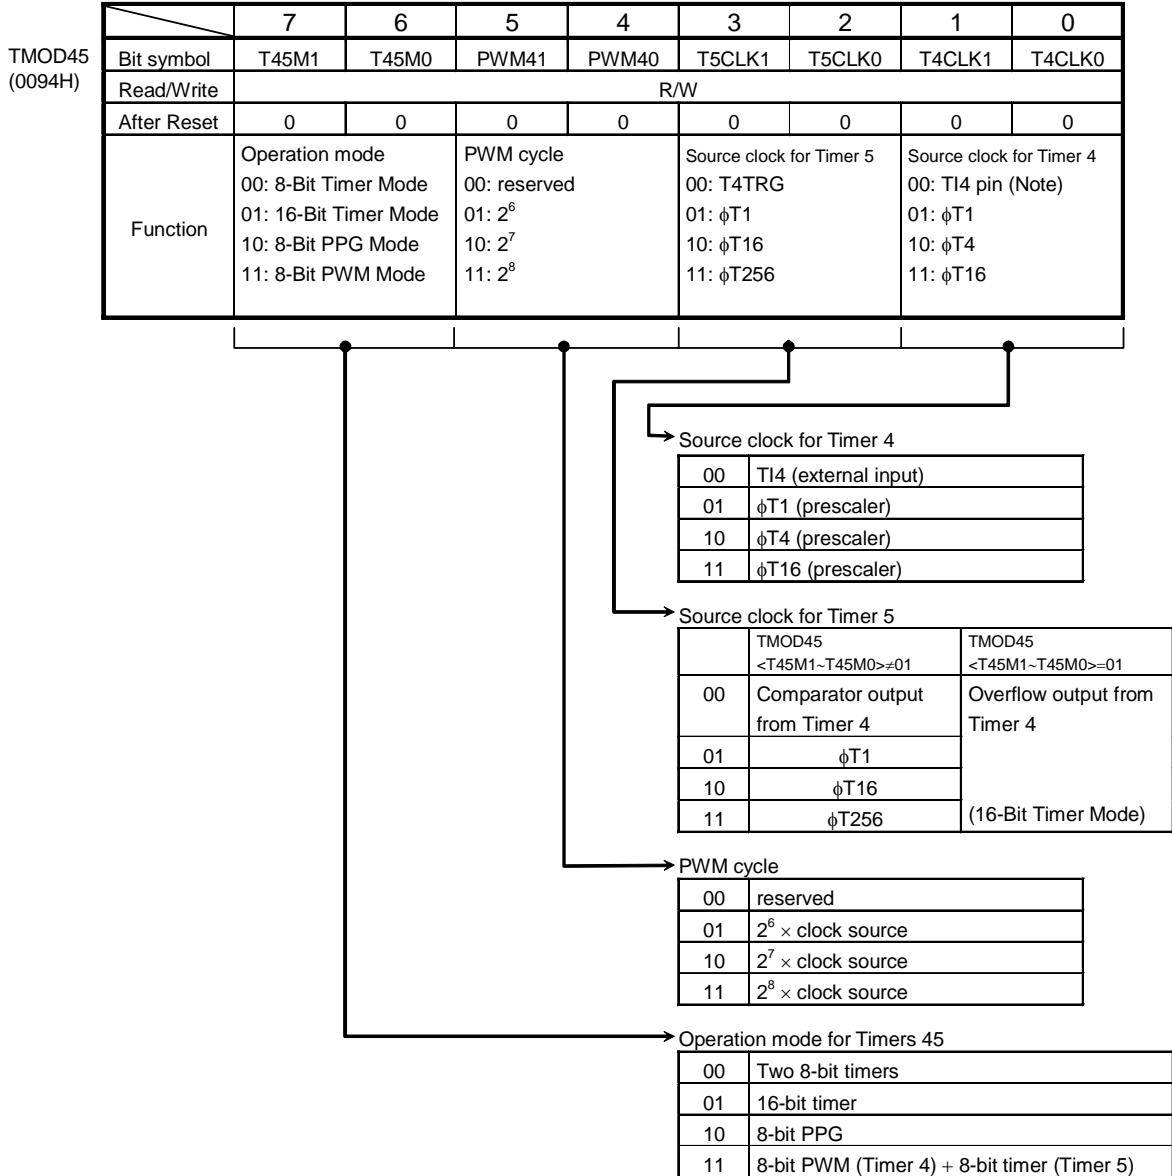 7 6 5 4 3 2 1 0
TMOD45 (0094H)
Bit symbol T45M1 T45M0 PWM41 PWM40 T5CLK1 T5CLK0 T4CLK1 T4CLK0
Read/Write R/W
After Reset 0 0 0 0 0 0 0 0
Function
Operation mode
00: 8-Bit Timer Mode
01: 16-Bit Timer Mode
10: 8-Bit PPG Mode
11: 8-Bit PWM Mode
PWM cycle
00: reserved
01: 2⁶
10: 2⁷
11: 2⁸
Source clock for Timer 5
00: T4TRG
01: ϕT1
10: ϕT16
11: ϕT256
Source clock for Timer 4
00: TI4 pin (Note)
01: ϕT1
10: ϕT4
11: ϕT16
Source clock for Timer 4
00 TI4 (external input)
01 ϕT1 (prescaler)
10 ϕT4 (prescaler)
11 ϕT16 (prescaler)
Source clock for Timer 5
TMOD45
<T45M1~T45M0>≠01
TMOD45
<T45M1~T45M0>=01
00 Comparator output
from Timer 4
Overflow output from
Timer 4
01 ϕT1
10 ϕT16
11 ϕT256
(16-Bit Timer Mode)
PWM cycle
00 reserved
01 2⁶ × clock source
10 2⁷ × clock source
11 2⁸ × clock source
Operation mode for Timers 45
00 Two 8-bit timers
01 16-bit timer
10 8-bit PPG
11 8-bit PWM (Timer 4) + 8-bit timer (Timer 5)